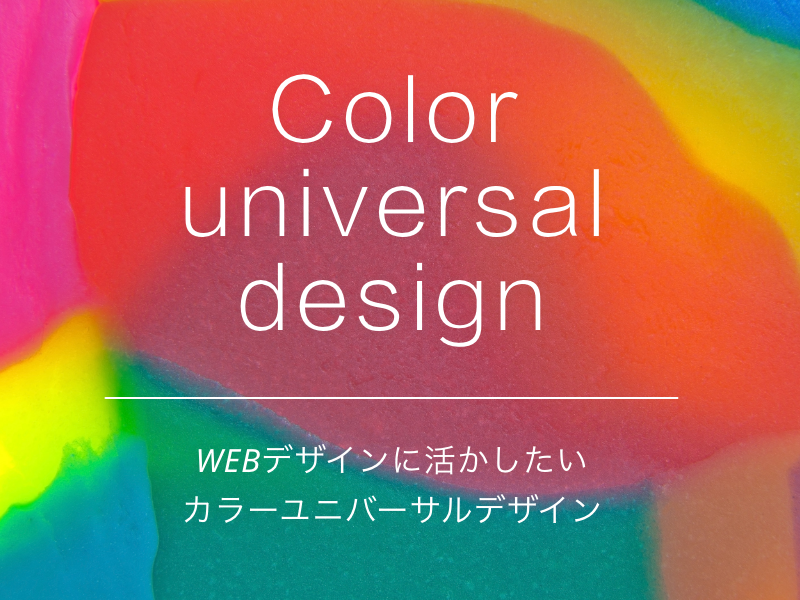 Color
universal
design
WEBデザインに活かしたい
カラーユニバーサルデザイン